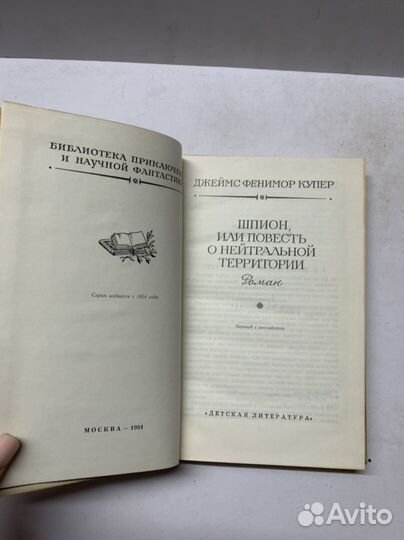 БИБЛИОТЕКА ПРИКЛЮЧЕ
И НАУЧНОЙ ФАНТАСТИК
Серия издается с 1954 года
МОСКВА — 1991
ДЖЕЙМС ФЕНИМОР КУПЕР
ШПИОН,
ИЛИ ПОВЕСТЬ
О НЕЙТРАЛЬНОЙ
ТЕРРИТОРИИ
Роман
Перевод с английского
«ДЕТСКАЯ ЛИТЕРАТУРА»
Avito